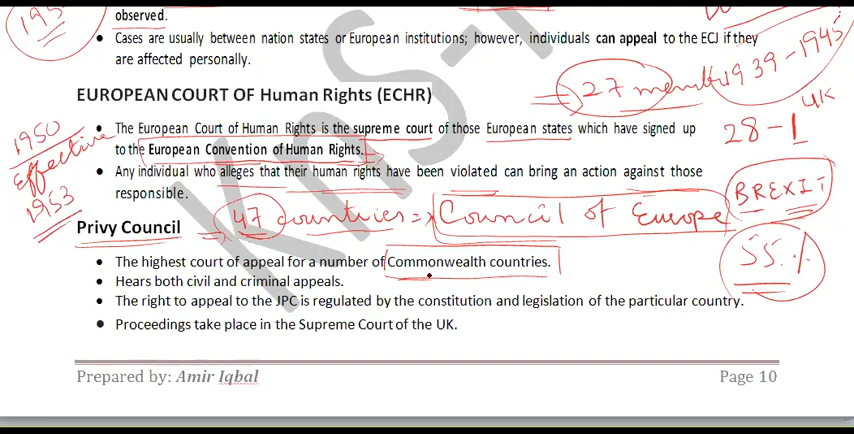 195
observed.
• Cases are usually between nation states or European institutions; however, individuals can appeal to the ECJ if they
are affected personally.
27 1939-1945
EUROPEAN COURT OF Human Rights (ECHR)
28-1 UK
1950
Effective
1953
• The European Court of Human Rights is the supreme court of those European states which have signed up
to the European Convention of Human Rights.
• Any individual who alleges that their human rights have been violated can bring an action against those
responsible.
BREXIT
47 countries => Council of Europe
Privy Council
55%
• The highest court of appeal for a number of Commonwealth countries.
• Hears both civil and criminal appeals.
• The right to appeal to the JPC is regulated by the constitution and legislation of the particular country.
• Proceedings take place in the Supreme Court of the UK.
Prepared by: Amir Iqbal Page 10